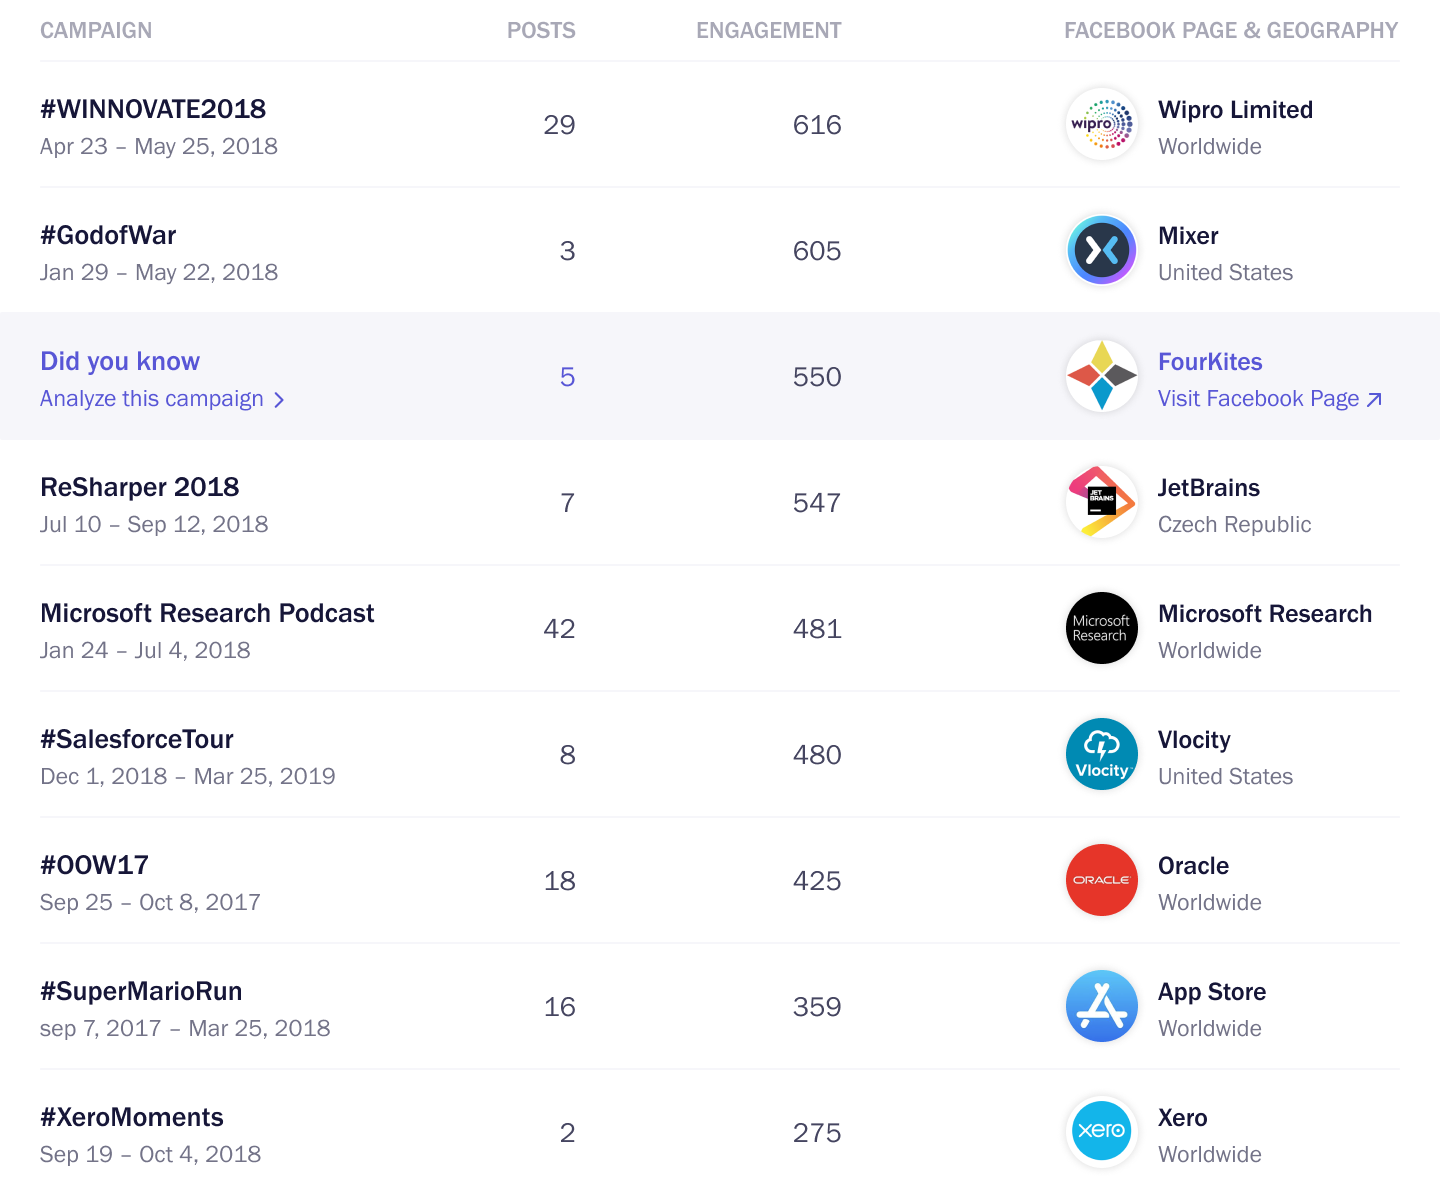 CAMPAIGN POSTS ENGAGEMENT FACEBOOK PAGE & GEOGRAPHY
#WINNOVATE2018 29 616 wipro Wipro Limited
Apr 23 – May 25, 2018 Worldwide
#GodofWar 3 605 Mixer
Jan 29 – May 22, 2018 United States
Did you know 5 550 FourKites
Analyze this campaign Visit Facebook Page
ReSharper 2018 7 547 JET BRAINS JetBrains
Jul 10 – Sep 12, 2018 Czech Republic
Microsoft Research Podcast 42 481 Microsoft Research Microsoft Research
Jan 24 – Jul 4, 2018 Worldwide
#SalesforceTour 8 480 Vlocity Vlocity
Dec 1, 2018 – Mar 25, 2019 United States
#OOW17 18 425 ORACLE Oracle
Sep 25 – Oct 8, 2017 Worldwide
#SuperMarioRun 16 359 App Store
sep 7, 2017 – Mar 25, 2018 Worldwide
#XeroMoments 2 275 xero Xero
Sep 19 – Oct 4, 2018 Worldwide